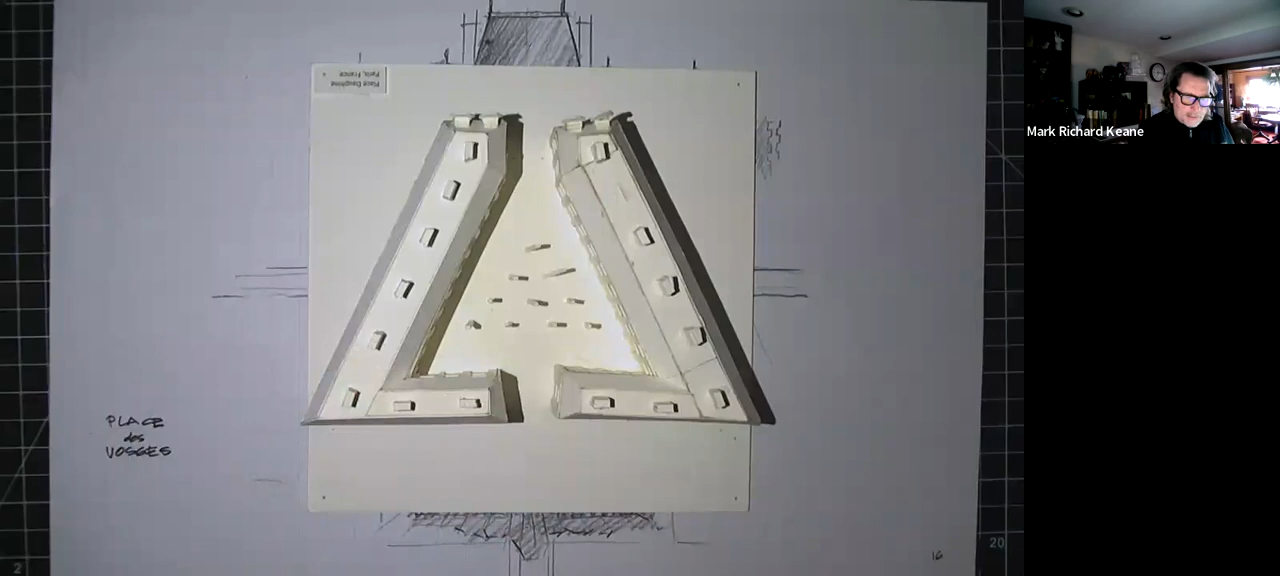 Place Dauphine
Paris, France
Mark Richard Keane
PLACE
des
VOSGES
2
20
16